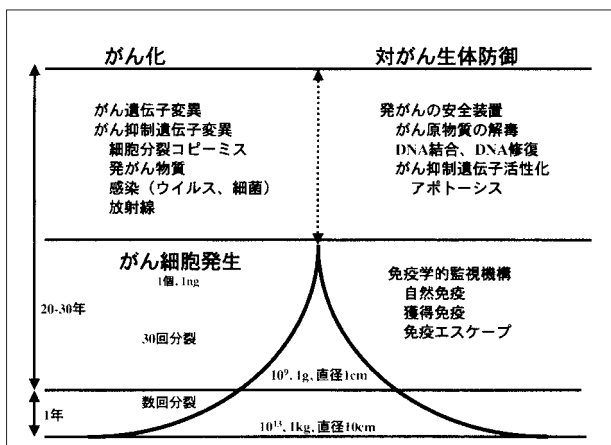 がん化
対がん生体防御
がん遺伝子変異
がん抑制遺伝子変異
細胞分裂コピーミス
発がん物質
感染（ウイルス、細菌）
放射線
発がんの安全装置
がん原物質の解毒
DNA結合、DNA修復
がん抑制遺伝子活性化
アポトーシス
がん細胞発生
1個, 1ng
免疫学的監視機構
自然免疫
獲得免疫
免疫エスケープ
20-30年
30回分裂
10⁹, 1g、直径1cm
1年
数回分裂
10¹³, 1kg、直径10cm